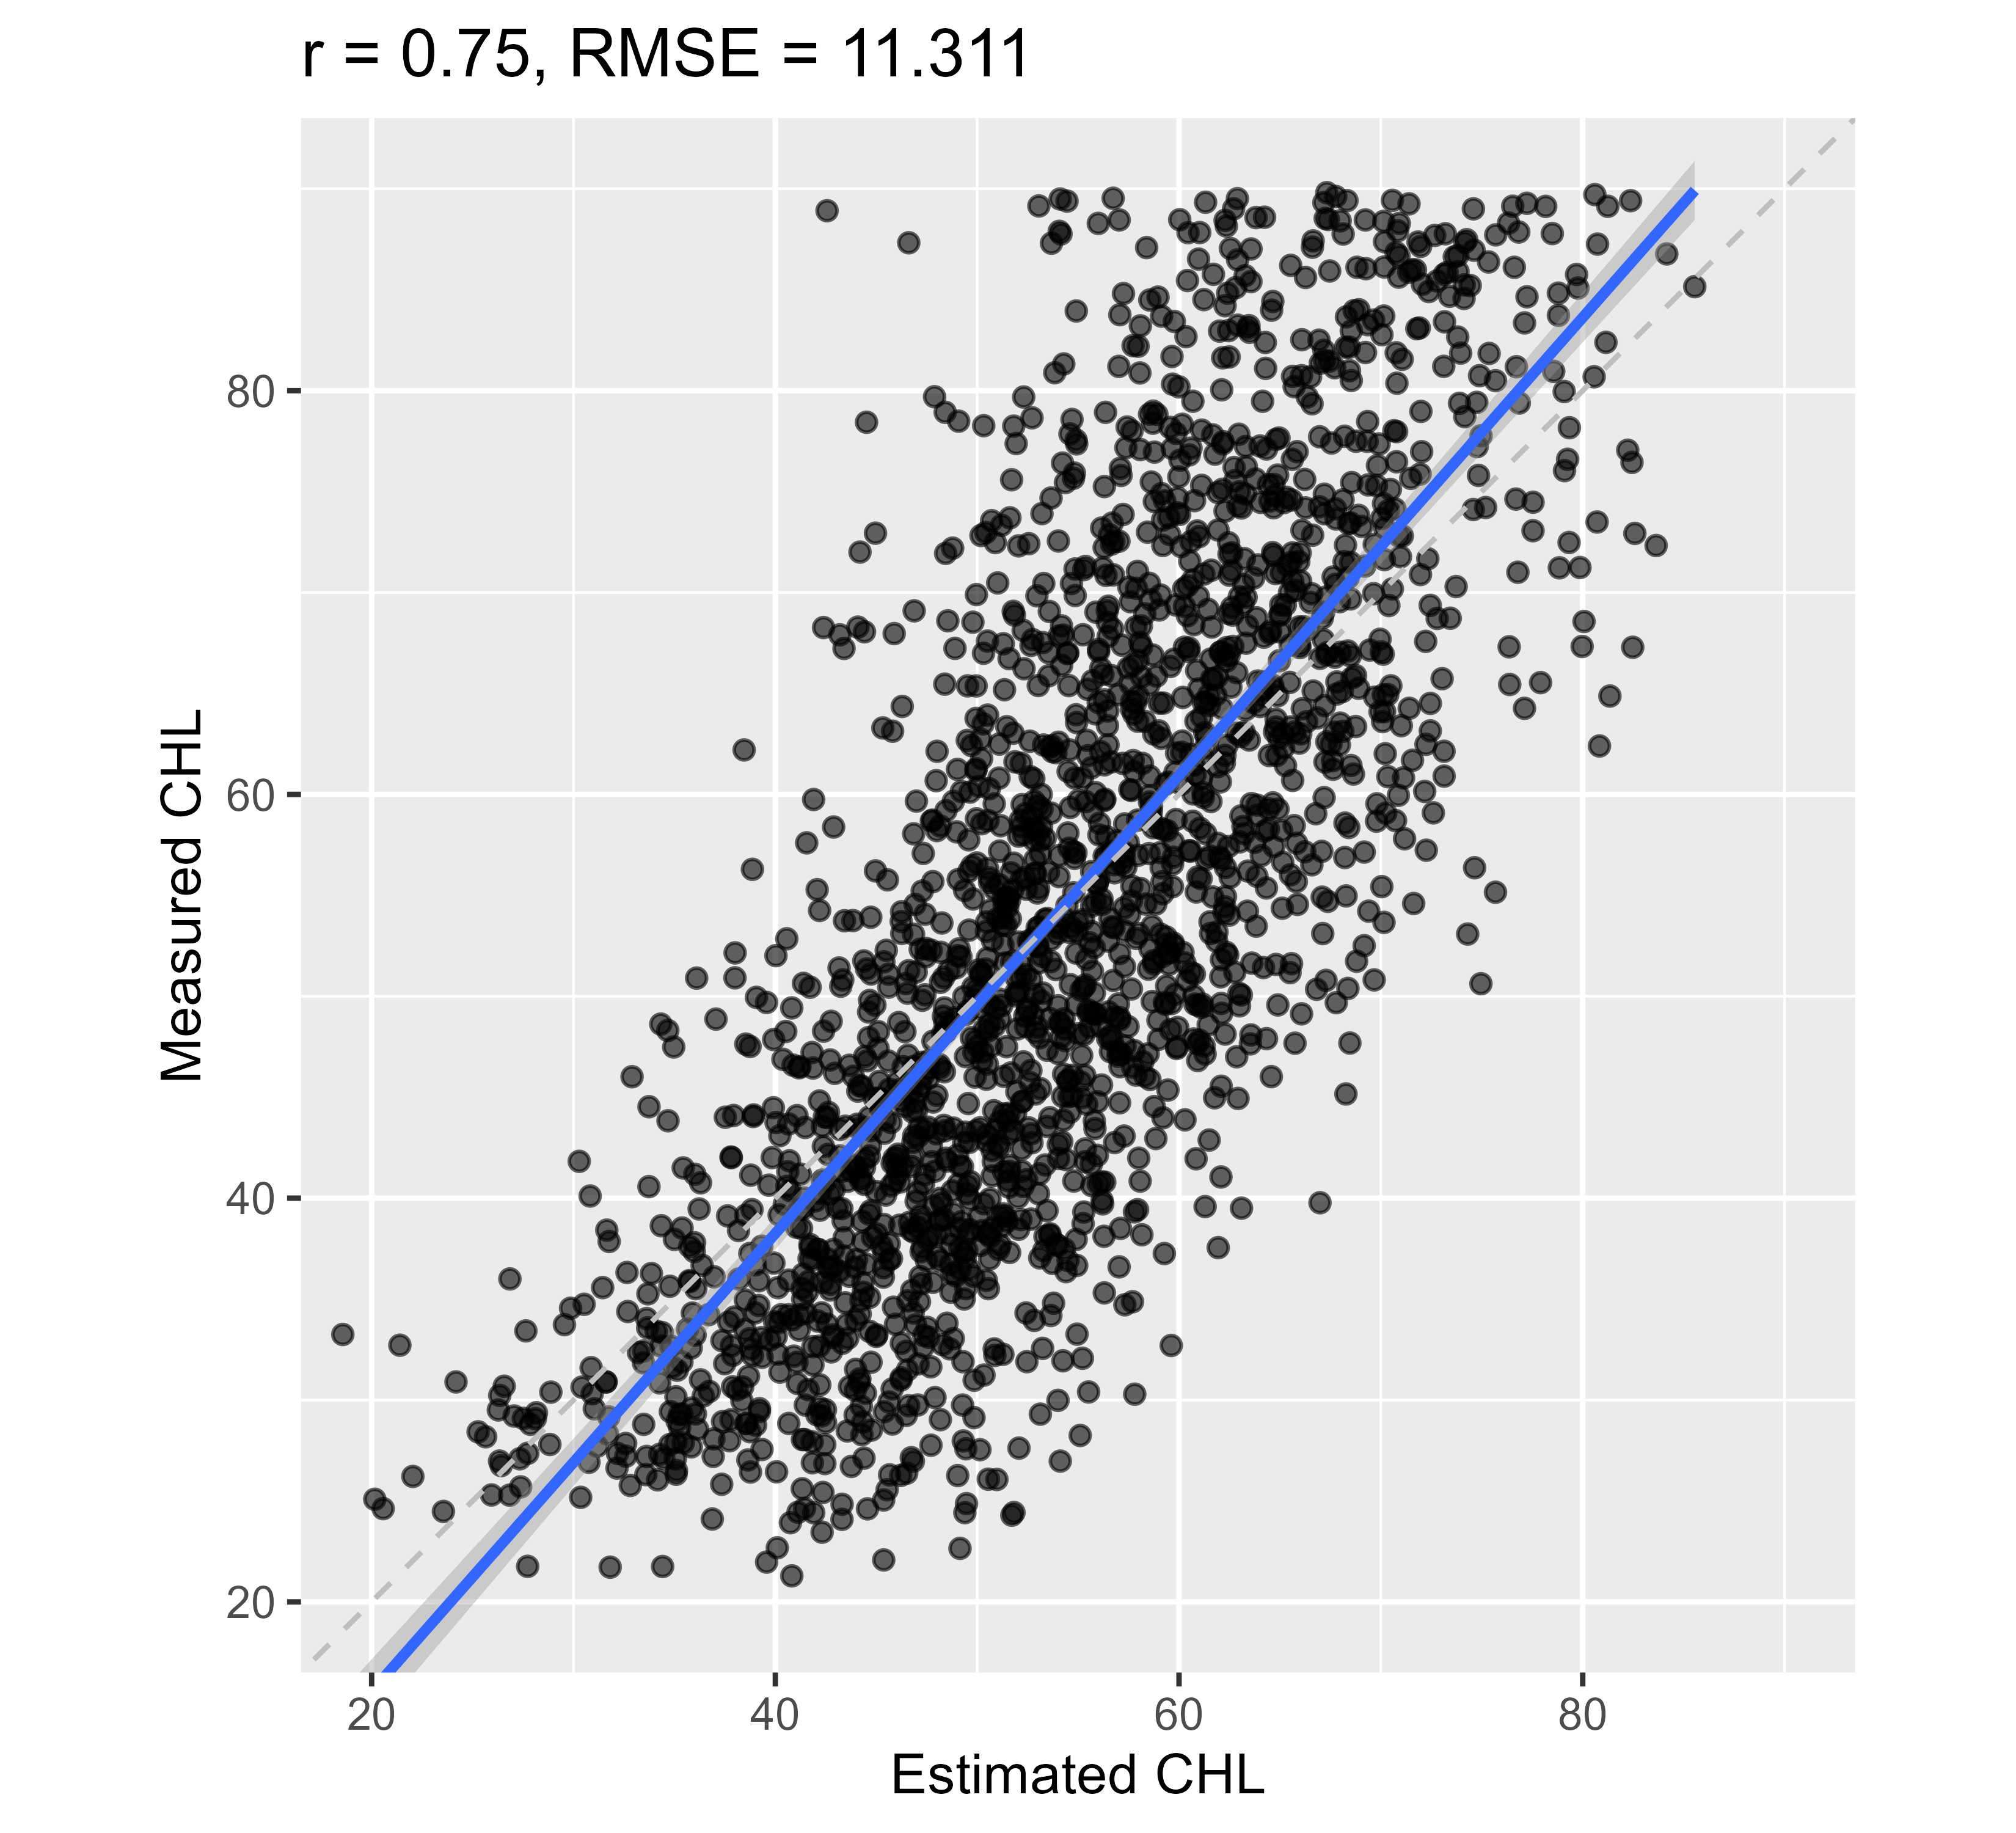 r = 0.75, RMSE = 11.311
80
60
40
20
Measured CHL
20 40 60 80
Estimated CHL